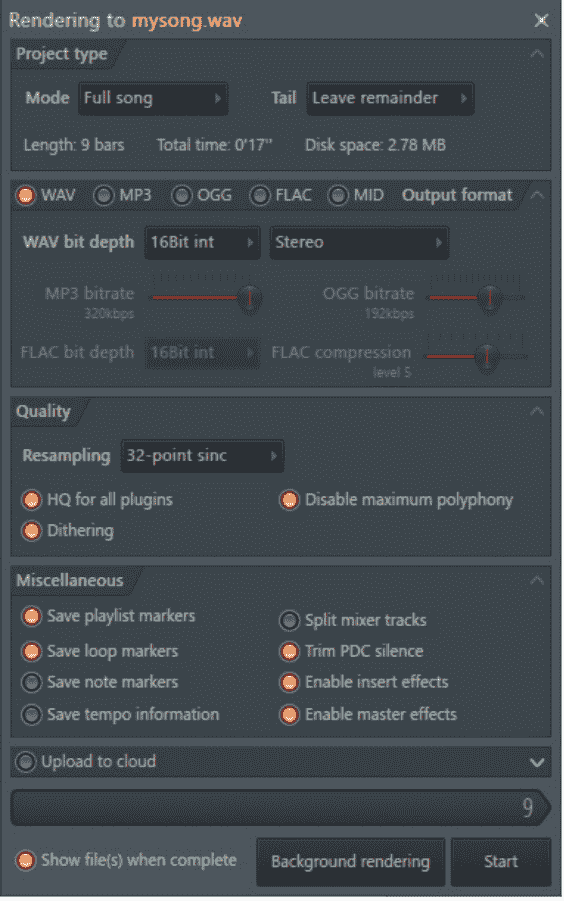 Rendering to mysong.wav
Project type
Mode Full song Tail Leave remainder
Length: 9 bars Total time: 0'17" Disk space: 2.78 MB
WAV MP3 OGG FLAC MID Output format
WAV bit depth 16Bit int Stereo
MP3 bitrate OGG bitrate
320kbps 192kbps
FLAC bit depth 16Bit int FLAC compression
level 5
Quality
Resampling 32-point sinc
HQ for all plugins Disable maximum polyphony
Dithering
Miscellaneous
Save playlist markers Split mixer tracks
Save loop markers Trim PDC silence
Save note markers Enable insert effects
Save tempo information Enable master effects
Upload to cloud
9
Show file(s) when complete Background rendering Start